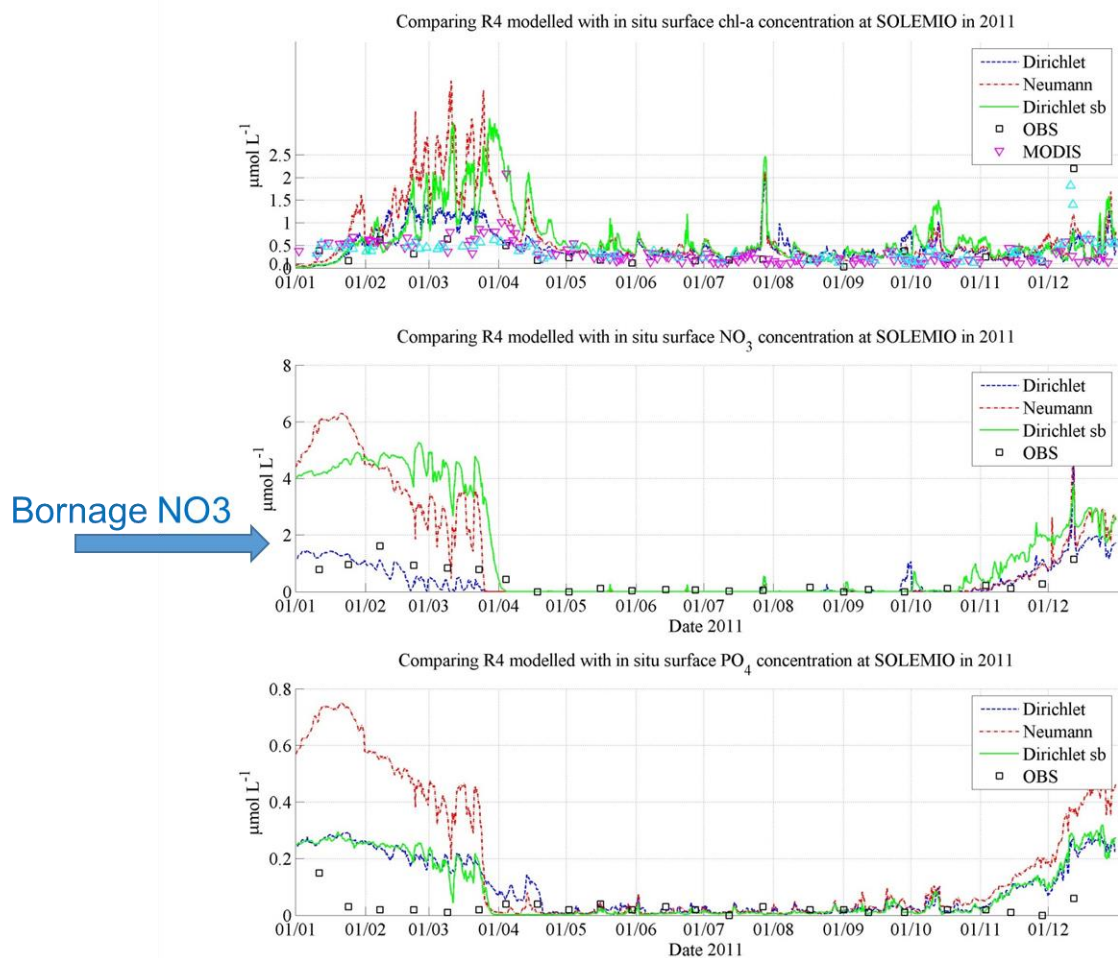 Comparing R4 modelled with in situ surface chl-a concentration at SOLEMIO in 2011
Dirichlet
Neumann
Dirichlet sb
OBS
MODIS
µmol L⁻¹
2.5
2
1.5
1
0.5
0.1
0
01/01 01/02 01/03 01/04 01/05 01/06 01/07 01/08 01/09 01/10 01/11 01/12
Comparing R4 modelled with in situ surface NO₃ concentration at SOLEMIO in 2011
Dirichlet
Neumann
Dirichlet sb
OBS
µmol L⁻¹
8
6
4
2
0
Bornage NO3
01/01 01/02 01/03 01/04 01/05 01/06 01/07 01/08 01/09 01/10 01/11 01/12
Date 2011
Comparing R4 modelled with in situ surface PO₄ concentration at SOLEMIO in 2011
Dirichlet
Neumann
Dirichlet sb
OBS
µmol L⁻¹
0.8
0.6
0.4
0.2
0
01/01 01/02 01/03 01/04 01/05 01/06 01/07 01/08 01/09 01/10 01/11 01/12
Date 2011